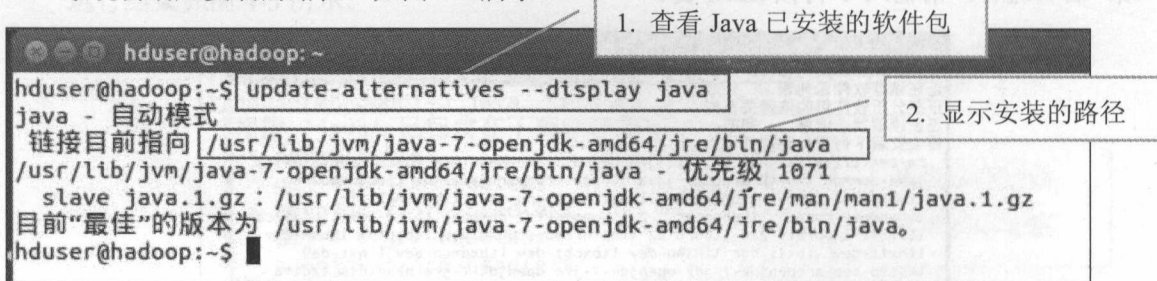 1. 查看 Java 已安装的软件包
hduser@hadoop: ~
hduser@hadoop:~$ update-alternatives --display java
java - 自动模式
2. 显示安装的路径
链接目前指向 /usr/lib/jvm/java-7-openjdk-amd64/jre/bin/java
/usr/lib/jvm/java-7-openjdk-amd64/jre/bin/java - 优先级 1071
slave java.1.gz：/usr/lib/jvm/java-7-openjdk-amd64/jre/man/man1/java.1.gz
目前“最佳”的版本为 /usr/lib/jvm/java-7-openjdk-amd64/jre/bin/java。
hduser@hadoop:~$